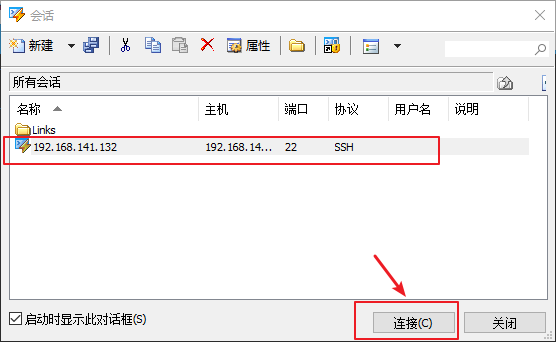 会话
新建 属性
所有会话
名称 主机 端口 协议 用户名 说明
Links
192.168.141.132 192.168.14... 22 SSH
启动时显示此对话框(S) 连接(C) 关闭